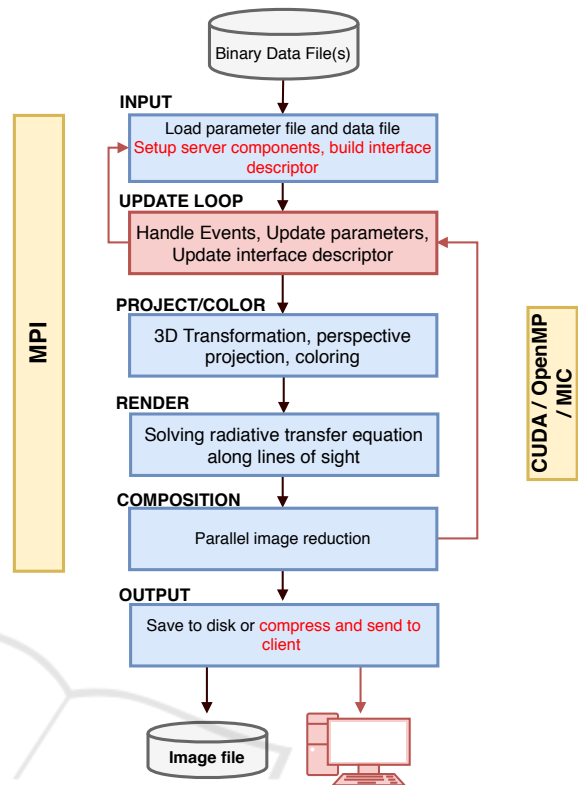 Binary Data File(s)
INPUT
Load parameter file and data file
Setup server components, build interface
descriptor
UPDATE LOOP
Handle Events, Update parameters,
Update interface descriptor
PROJECT/COLOR
3D Transformation, perspective
projection, coloring
RENDER
Solving radiative transfer equation
along lines of sight
COMPOSITION
Parallel image reduction
OUTPUT
Save to disk or compress and send to
client
Image file
MPI
CUDA / OpenMP
/ MIC